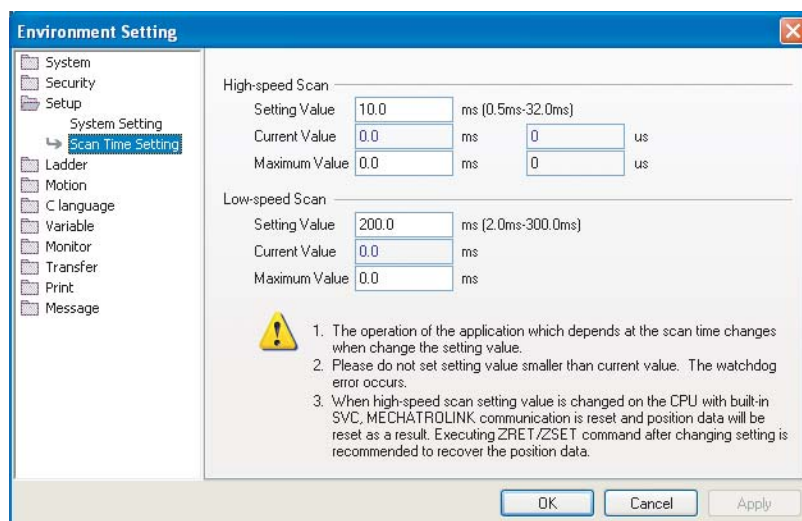 Environment Setting
System
Security
Setup
System Setting
Scan Time Setting
Ladder
Motion
C language
Variable
Monitor
Transfer
Print
Message
High-speed Scan
Setting Value 10.0 ms (0.5ms-32.0ms)
Current Value 0.0 ms 0 us
Maximum Value 0.0 ms 0 us
Low-speed Scan
Setting Value 200.0 ms (2.0ms-300.0ms)
Current Value 0.0 ms
Maximum Value 0.0 ms
1. The operation of the application which depends at the scan time changes
when change the setting value.
2. Please do not set setting value smaller than current value. The watchdog
error occurs.
3. When high-speed scan setting value is changed on the CPU with built-in
SVC, MECHATROLINK communication is reset and position data will be
reset as a result. Executing ZRET/ZSET command after changing setting is
recommended to recover the position data.
OK Cancel Apply